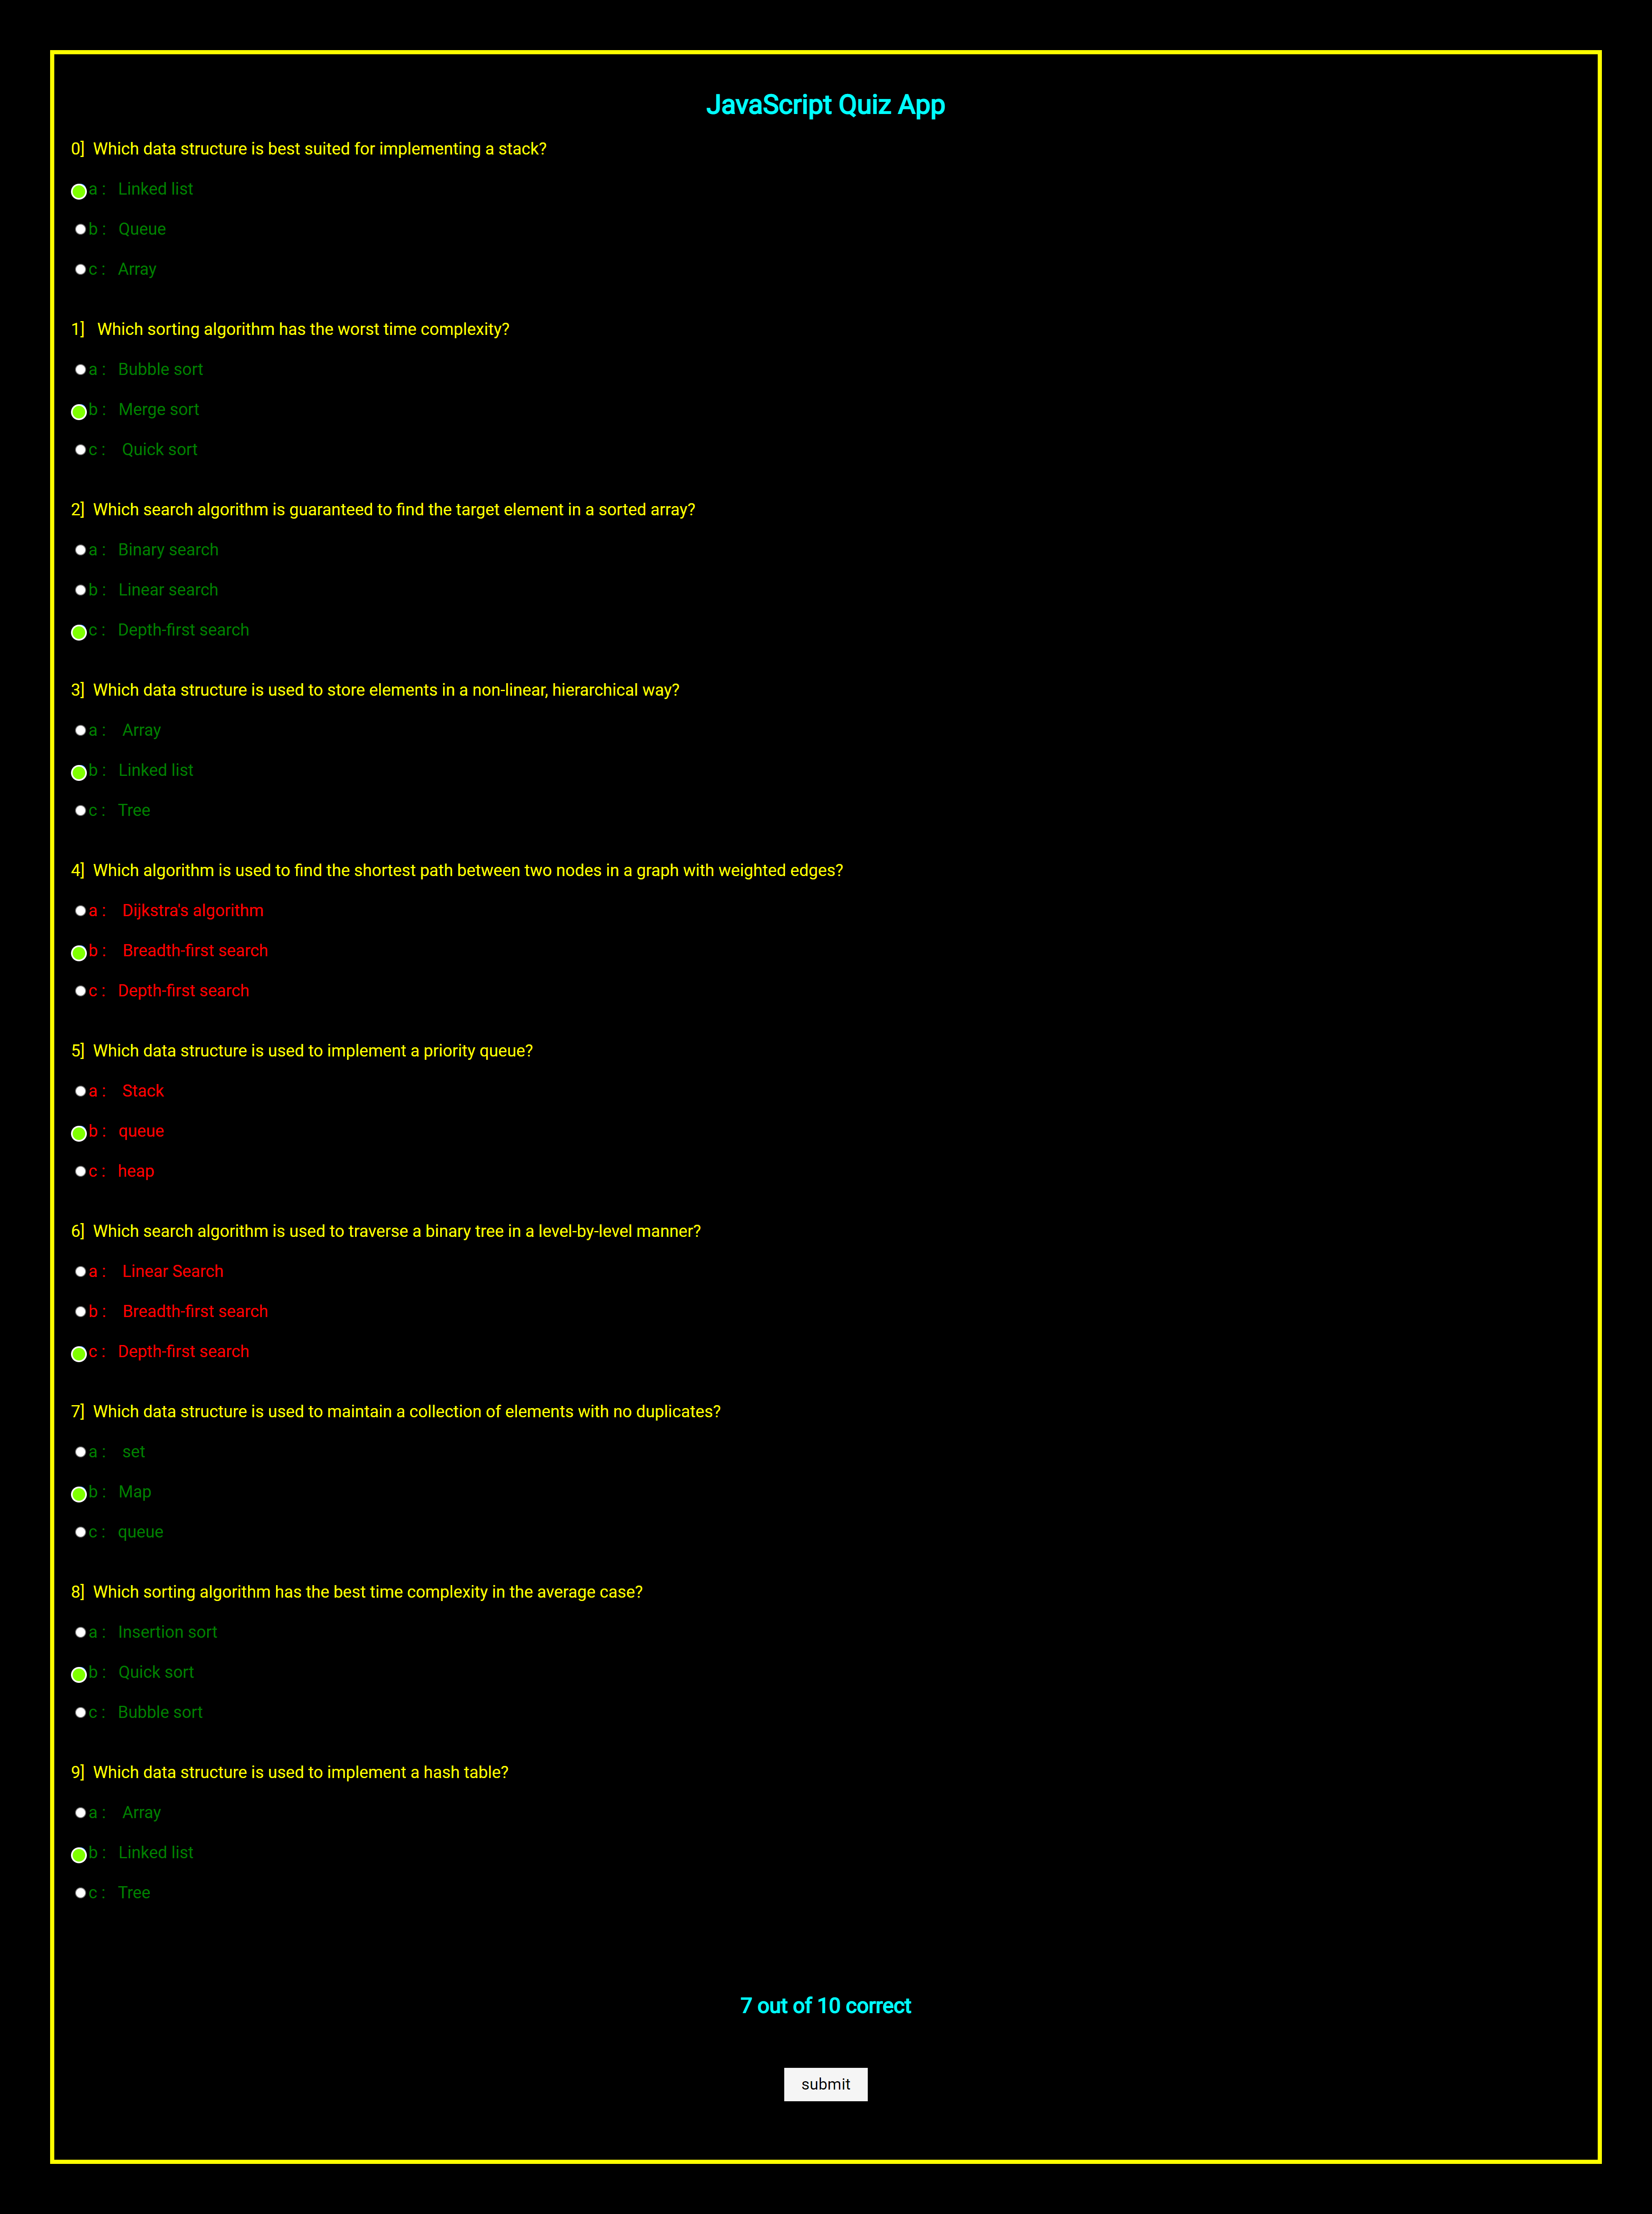 JavaScript Quiz App
0] Which data structure is best suited for implementing a stack?
a : Linked list
b : Queue
c : Array
1] Which sorting algorithm has the worst time complexity?
a : Bubble sort
b : Merge sort
c : Quick sort
2] Which search algorithm is guaranteed to find the target element in a sorted array?
a : Binary search
b : Linear search
c : Depth-first search
3] Which data structure is used to store elements in a non-linear, hierarchical way?
a : Array
b : Linked list
c : Tree
4] Which algorithm is used to find the shortest path between two nodes in a graph with weighted edges?
a : Dijkstra's algorithm
b : Breadth-first search
c : Depth-first search
5] Which data structure is used to implement a priority queue?
a : Stack
b : queue
c : heap
6] Which search algorithm is used to traverse a binary tree in a level-by-level manner?
a : Linear Search
b : Breadth-first search
c : Depth-first search
7] Which data structure is used to maintain a collection of elements with no duplicates?
a : set
b : Map
c : queue
8] Which sorting algorithm has the best time complexity in the average case?
a : Insertion sort
b : Quick sort
c : Bubble sort
9] Which data structure is used to implement a hash table?
a : Array
b : Linked list
c : Tree
7 out of 10 correct
submit